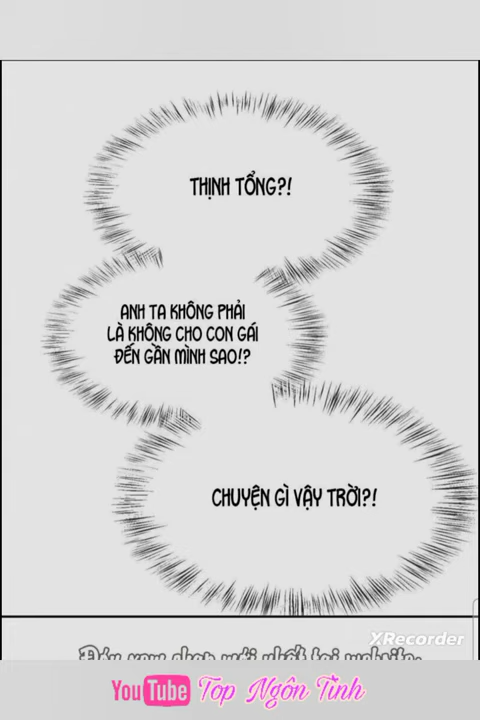 THỊNH TỔNG?!
ANH TA KHÔNG PHẢI
LÀ KHÔNG CHO CON GÁI
ĐẾN GẦN MÌNH SAO!?
CHUYỆN GÌ VẬY TRỜI?!
XRecorder
YouTube Top Ngôn Tình